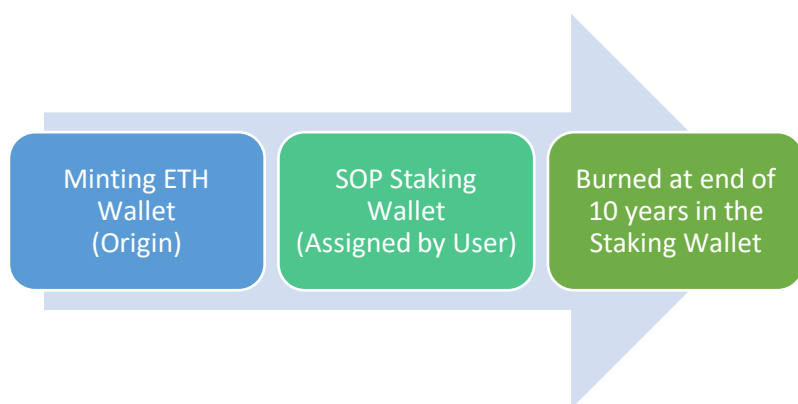 Minting ETH
Wallet
(Origin)
SOP Staking
Wallet
(Assigned by User)
Burned at end of
10 years in the
Staking Wallet